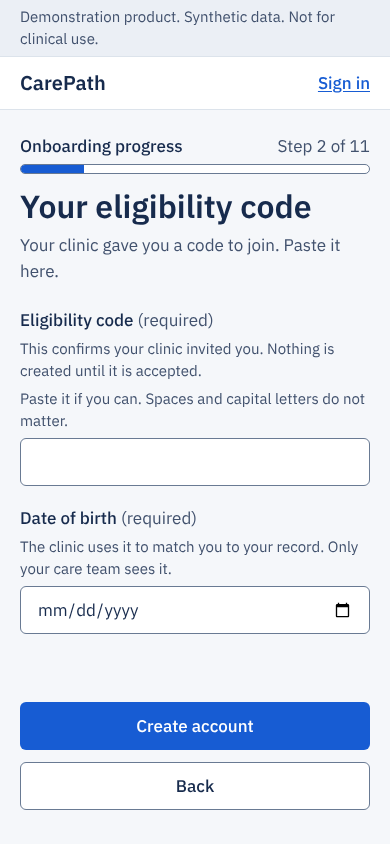 Demonstration product. Synthetic data. Not for
clinical use.
CarePath
Sign in
Onboarding progress
Step 2 of 11
Your eligibility code
Your clinic gave you a code to join. Paste it
here.
Eligibility code (required)
This confirms your clinic invited you. Nothing is
created until it is accepted.
Paste it if you can. Spaces and capital letters do not
matter.
Date of birth (required)
The clinic uses it to match you to your record. Only
your care team sees it.
mm/dd/yyyy
Create account
Back